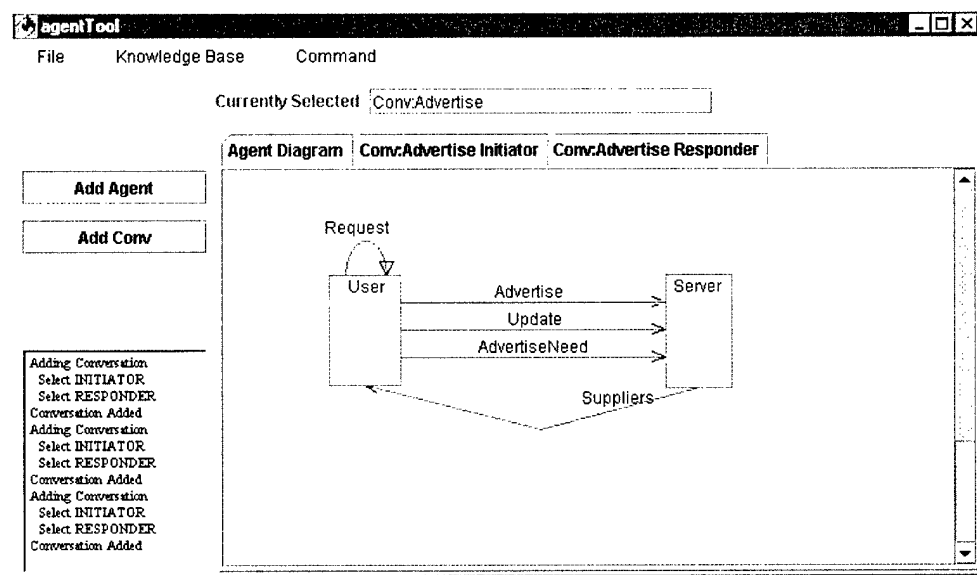 agentTool
File Knowledge Base Command
Currently Selected Conv:Advertise
Agent Diagram Conv:Advertise Initiator Conv:Advertise Responder
Add Agent
Add Conv
Request
User Server
Advertise
Update
AdvertiseNeed
Suppliers
Adding Conversation
Select INITIATOR
Select RESPONDER
Conversation Added
Adding Conversation
Select INITIATOR
Select RESPONDER
Conversation Added
Adding Conversation
Select INITIATOR
Select RESPONDER
Conversation Added